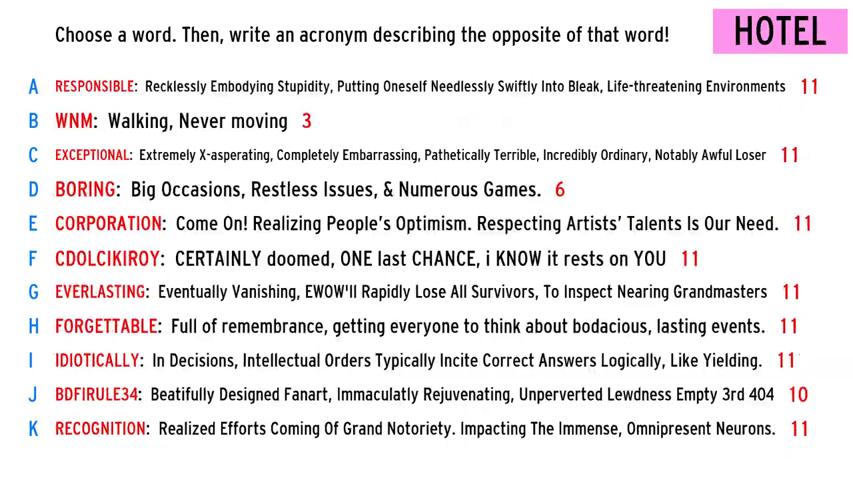 Choose a word. Then, write an acronym describing the opposite of that word! HOTEL
A RESPONSIBLE: Recklessly Embodying Stupidity, Putting Oneself Needlessly Swiftly Into Bleak, Life-threatening Environments 11
B WNM: Walking, Never moving 3
C EXCEPTIONAL: Extremely X-asperating, Completely Embarrassing, Pathetically Terrible, Incredibly Ordinary, Notably Awful Loser 11
D BORING: Big Occasions, Restless Issues, & Numerous Games. 6
E CORPORATION: Come On! Realizing People's Optimism. Respecting Artists' Talents Is Our Need. 11
F CDOLCIKIROY: CERTAINLY doomed, ONE last CHANCE, i KNOW it rests on YOU 11
G EVERLASTING: Eventually Vanishing, EWOW'll Rapidly Lose All Survivors, To Inspect Nearing Grandmasters 11
H FORGETTABLE: Full of remembrance, getting everyone to think about bodacious, lasting events. 11
I IDIOTICALLY: In Decisions, Intellectual Orders Typically Incite Correct Answers Logically, Like Yielding. 11
J BDFIRULE34: Beatifully Designed Fanart, Immaculatly Rejuvenating, Unperverted Lewdness Empty 3rd 404 10
K RECOGNITION: Realized Efforts Coming Of Grand Notoriety. Impacting The Immense, Omnipresent Neurons. 11